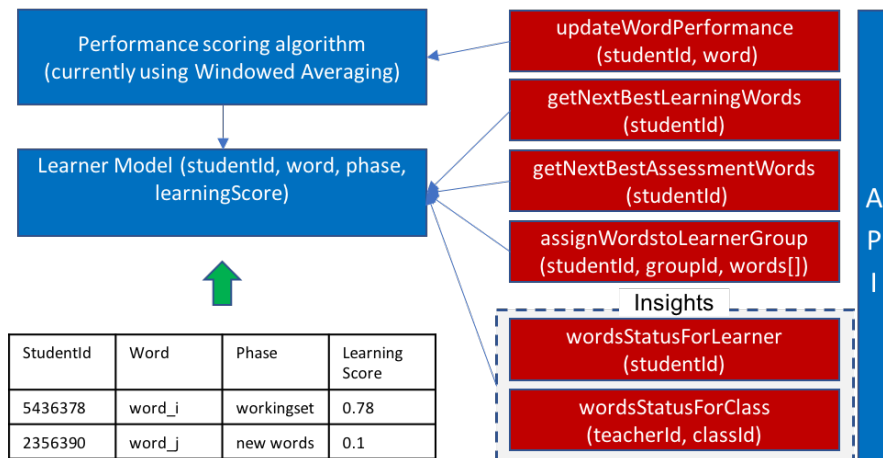 Performance scoring algorithm
(currently using Windowed Averaging)
Learner Model (studentId, word, phase,
learningScore)
updateWordPerformance
(studentId, word)
getNextBestLearningWords
(studentId)
getNextBestAssessmentWords
(studentId)
assignWordstoLearnerGroup
(studentId, groupId, words[])
Insights
wordsStatusForLearner
(studentId)
wordsStatusForClass
(teacherId, classId)
A
P
I
StudentId Word Phase Learning
Score
5436378 word_i workingset 0.78
2356390 word_j new words 0.1